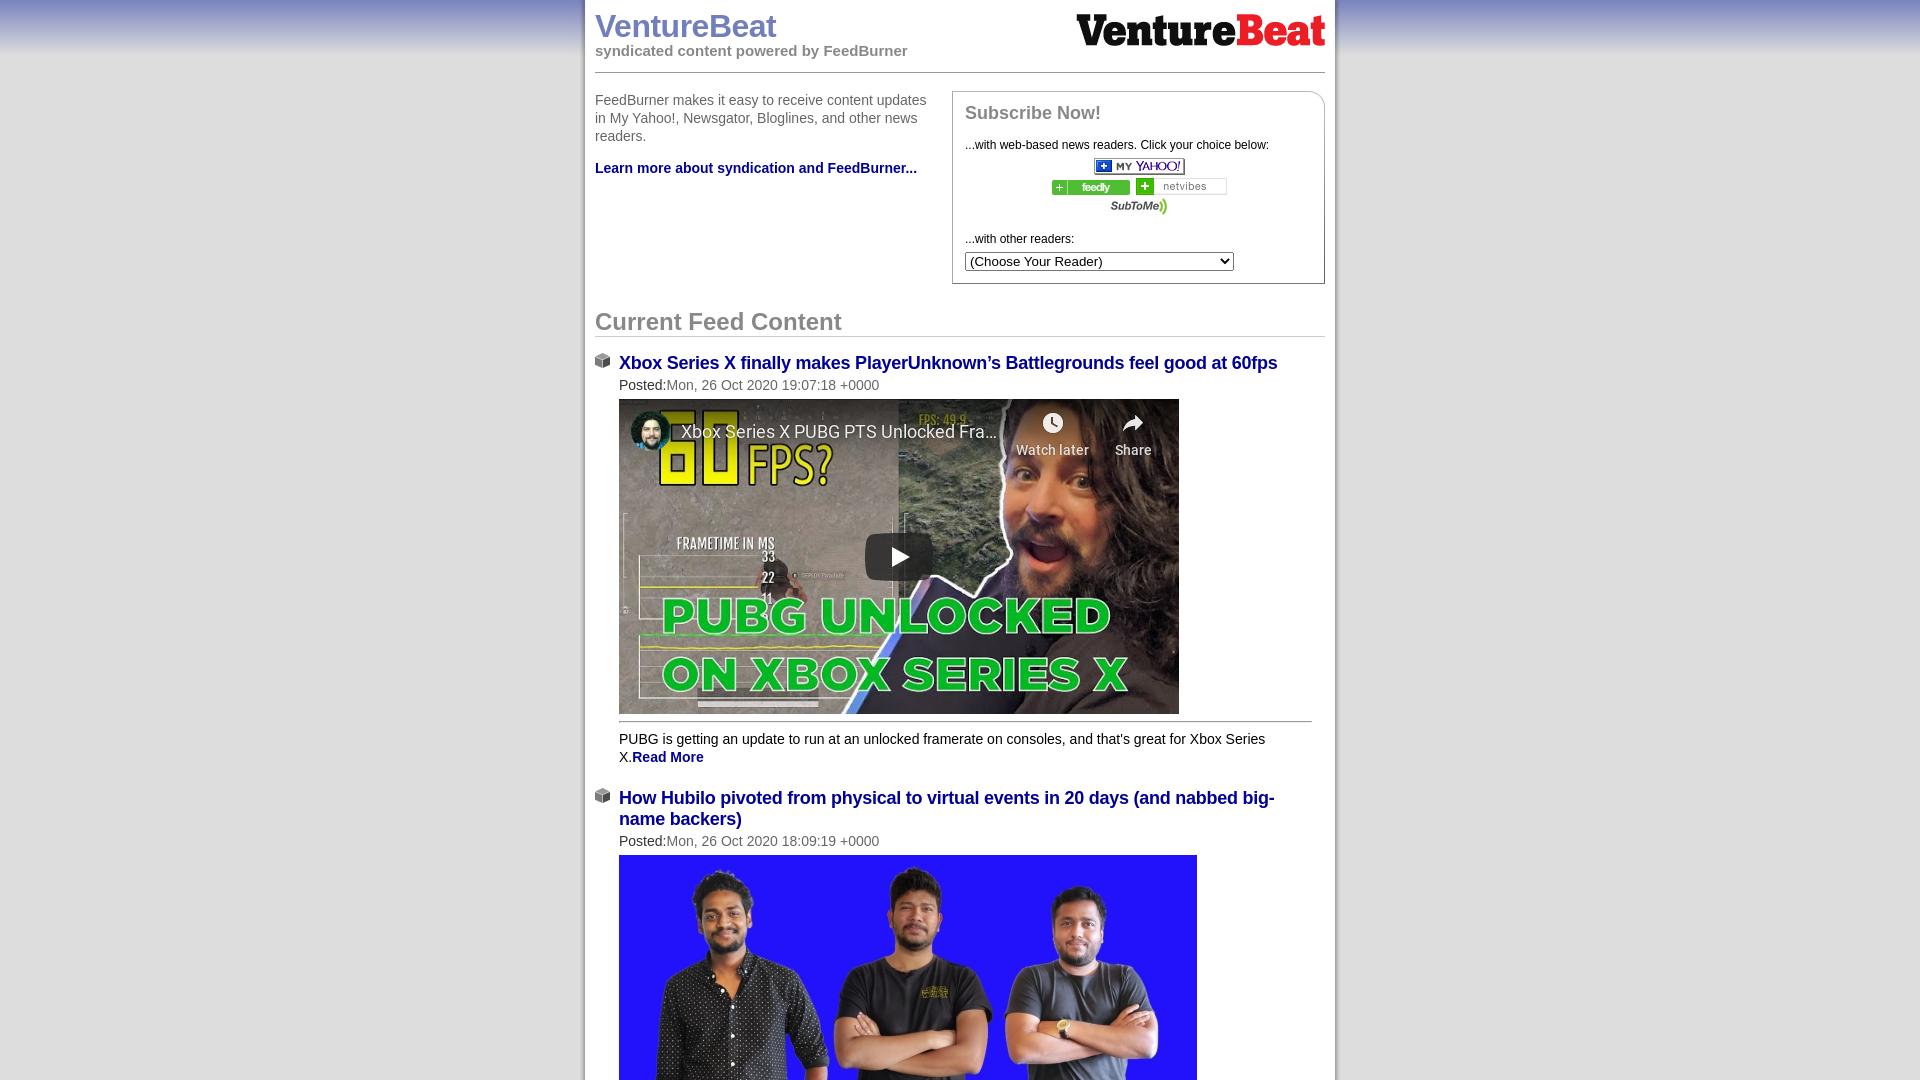 VentureBeat
VentureBeat
syndicated content powered by FeedBurner
FeedBurner makes it easy to receive content updates
in My Yahoo!, Newsgator, Bloglines, and other news
readers.
Learn more about syndication and FeedBurner...
Subscribe Now!
...with web-based news readers. Click your choice below:
MY YAHOO!
feedly
netvibes
SubToMe
...with other readers:
(Choose Your Reader)
Current Feed Content
Xbox Series X finally makes PlayerUnknown’s Battlegrounds feel good at 60fps
Posted:Mon, 26 Oct 2020 19:07:18 +0000
FPS: 49.9
Xbox Series X PUBG PTS Unlocked Fra...
Watch later
Share
60 FPS?
FRAMETIME IN MS
33
22
11
PUBG UNLOCKED
ON XBOX SERIES X
PUBG is getting an update to run at an unlocked framerate on consoles, and that's great for Xbox Series
X.Read More
How Hubilo pivoted from physical to virtual events in 20 days (and nabbed big-
name backers)
Posted:Mon, 26 Oct 2020 18:09:19 +0000